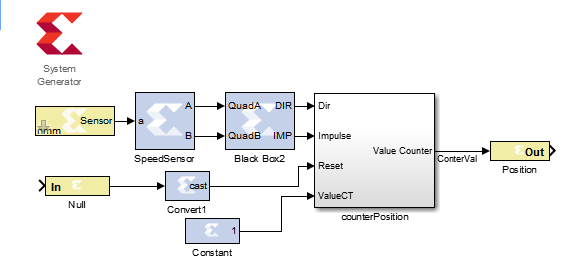 System
Generator
Sensor
nmm
a
A
B
SpeedSensor
QuadA
QuadB
DIR
IMP
Black Box2
Dir
Impulse
Reset
ValueCT
Value Counter
counterPosition
ConterVal
Out
Position
In
Null
cast
Convert1
1
Constant